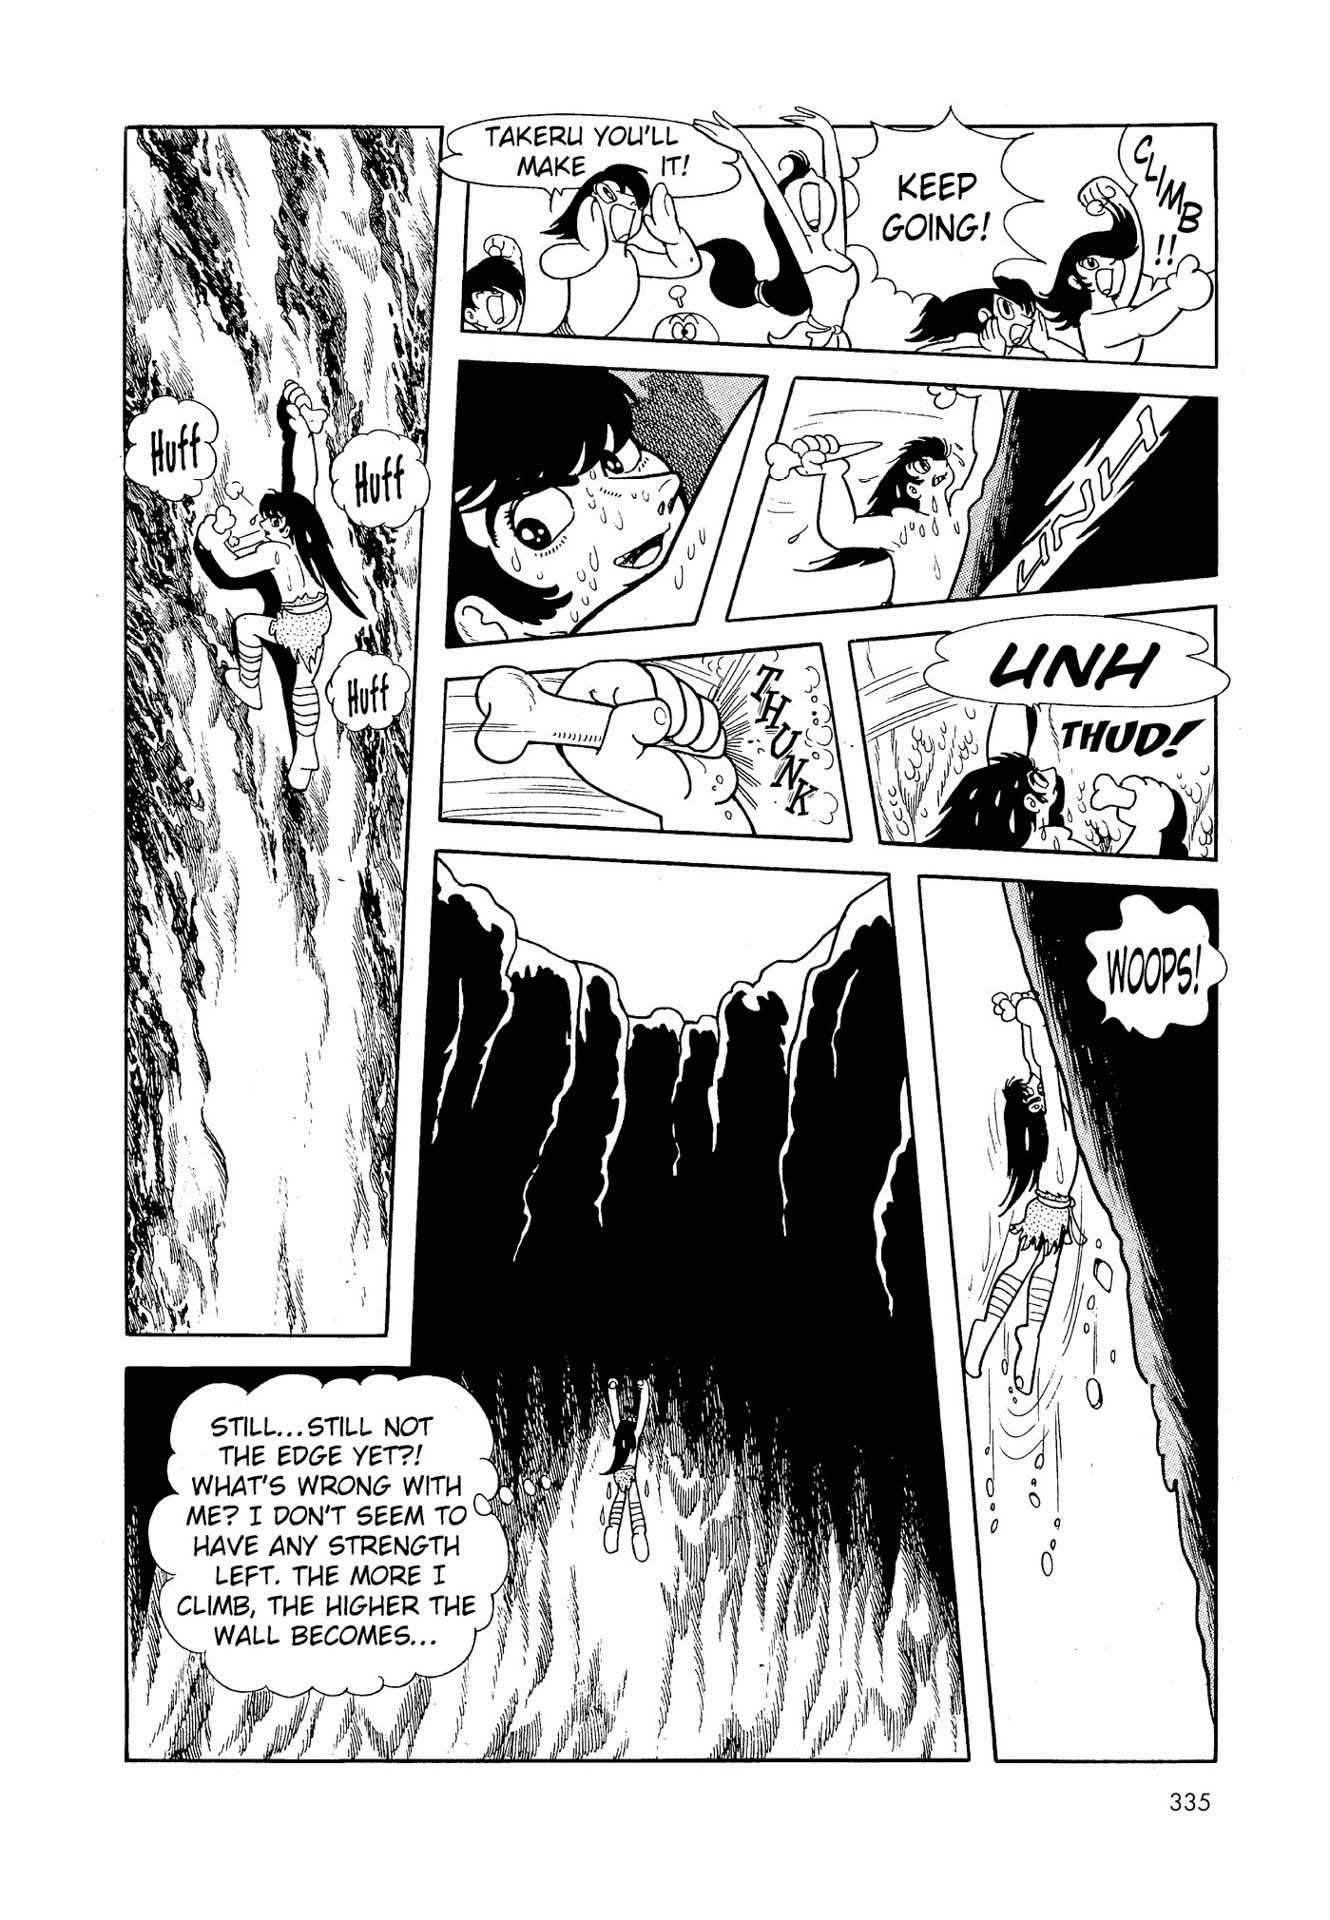 Huff
Huff
Huff
TAKERU YOU'LL
MAKE IT!
KEEP
GOING!
CLIMB!!
UNH
THUNK
UNH
THUD!
STILL...STILL NOT
THE EDGE YET?!
WHAT'S WRONG WITH
ME? I DON'T SEEM TO
HAVE ANY STRENGTH
LEFT. THE MORE I
CLIMB, THE HIGHER THE
WALL BECOMES...
WOOPS!
335